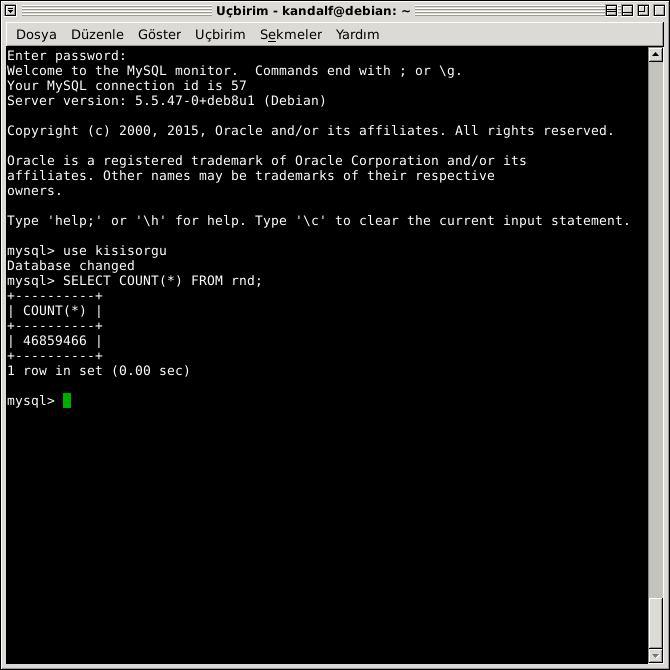 Uçbirim - kandalf@debian: ~
Dosya Düzenle Göster Uçbirim Sekmeler Yardım
Enter password:
Welcome to the MySQL monitor.  Commands end with ; or \g.
Your MySQL connection id is 57
Server version: 5.5.47-0+deb8u1 (Debian)

Copyright (c) 2000, 2015, Oracle and/or its affiliates. All rights reserved.

Oracle is a registered trademark of Oracle Corporation and/or its
affiliates. Other names may be trademarks of their respective
owners.

Type 'help;' or '\h' for help. Type '\c' to clear the current input statement.

mysql> use kisisorgu
Database changed
mysql> SELECT COUNT(*) FROM rnd;
+----------+
| COUNT(*) |
+----------+
| 46859466 |
+----------+
1 row in set (0.00 sec)

mysql>